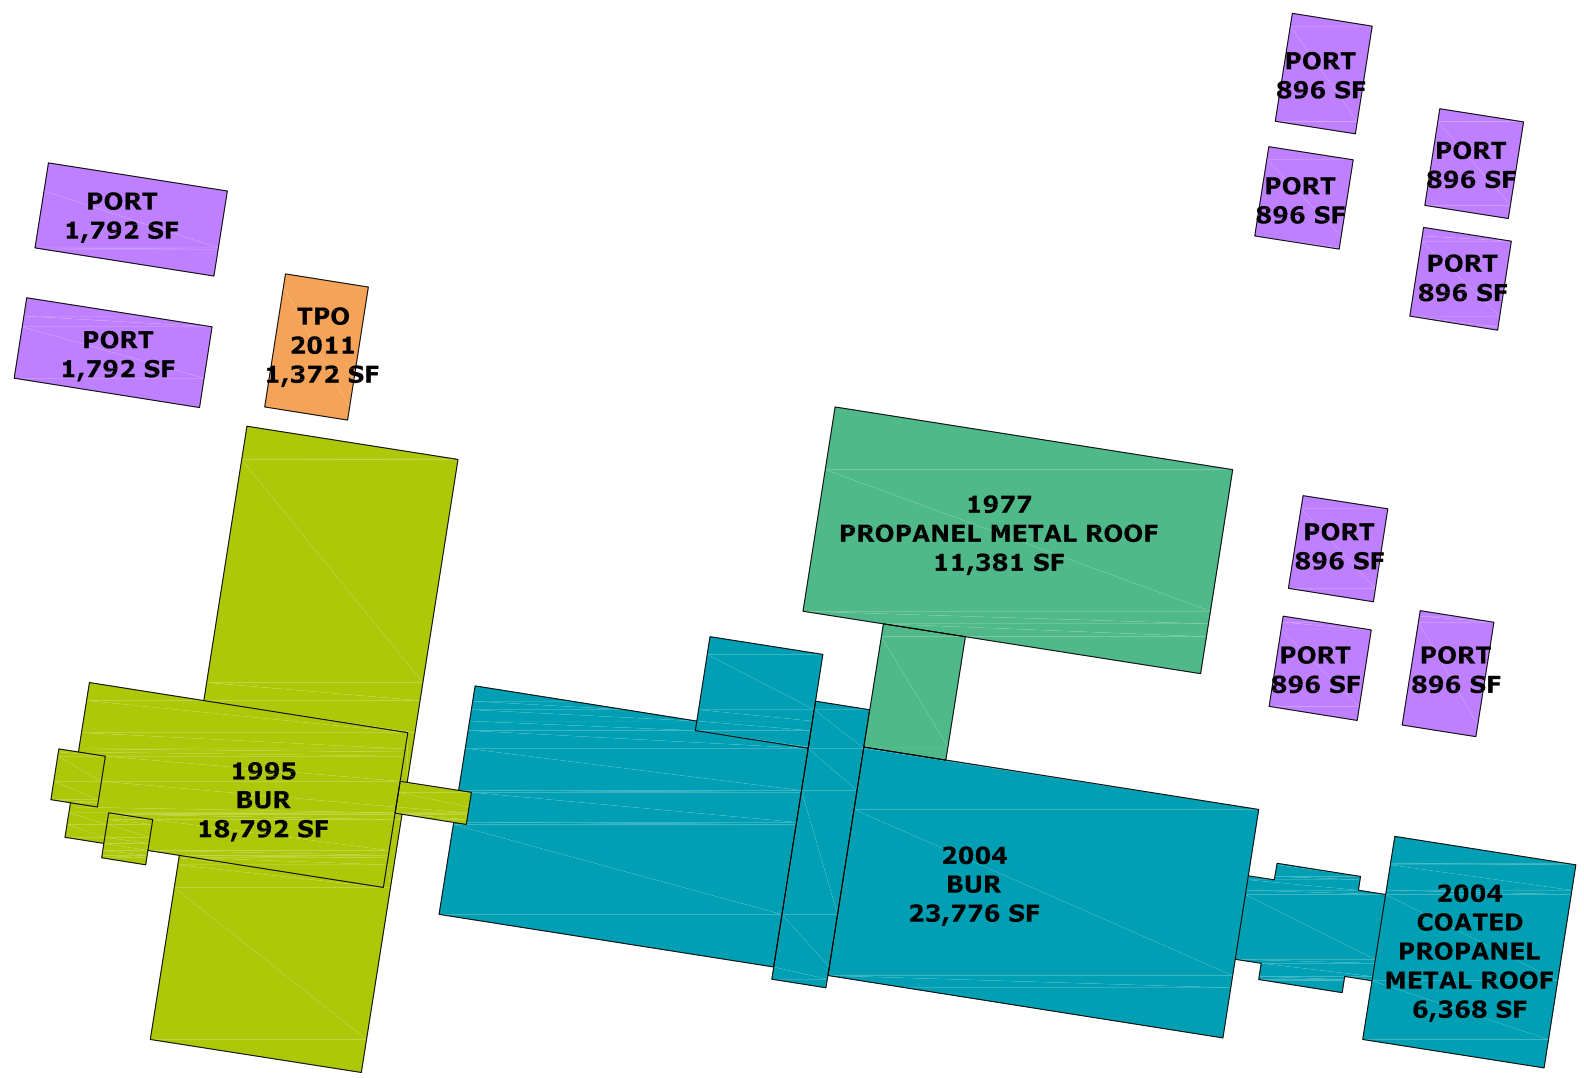 PORT
896 SF
PORT
896 SF
PORT
896 SF
PORT
1,792 SF
PORT
896 SF
TPO
2011
1,372 SF
PORT
1,792 SF
1977
PROPANEL METAL ROOF
11,381 SF
PORT
896 SF
PORT
896 SF
PORT
896 SF
1995
BUR
18,792 SF
2004
BUR
23,776 SF
2004
COATED
PROPANEL
METAL ROOF
6,368 SF